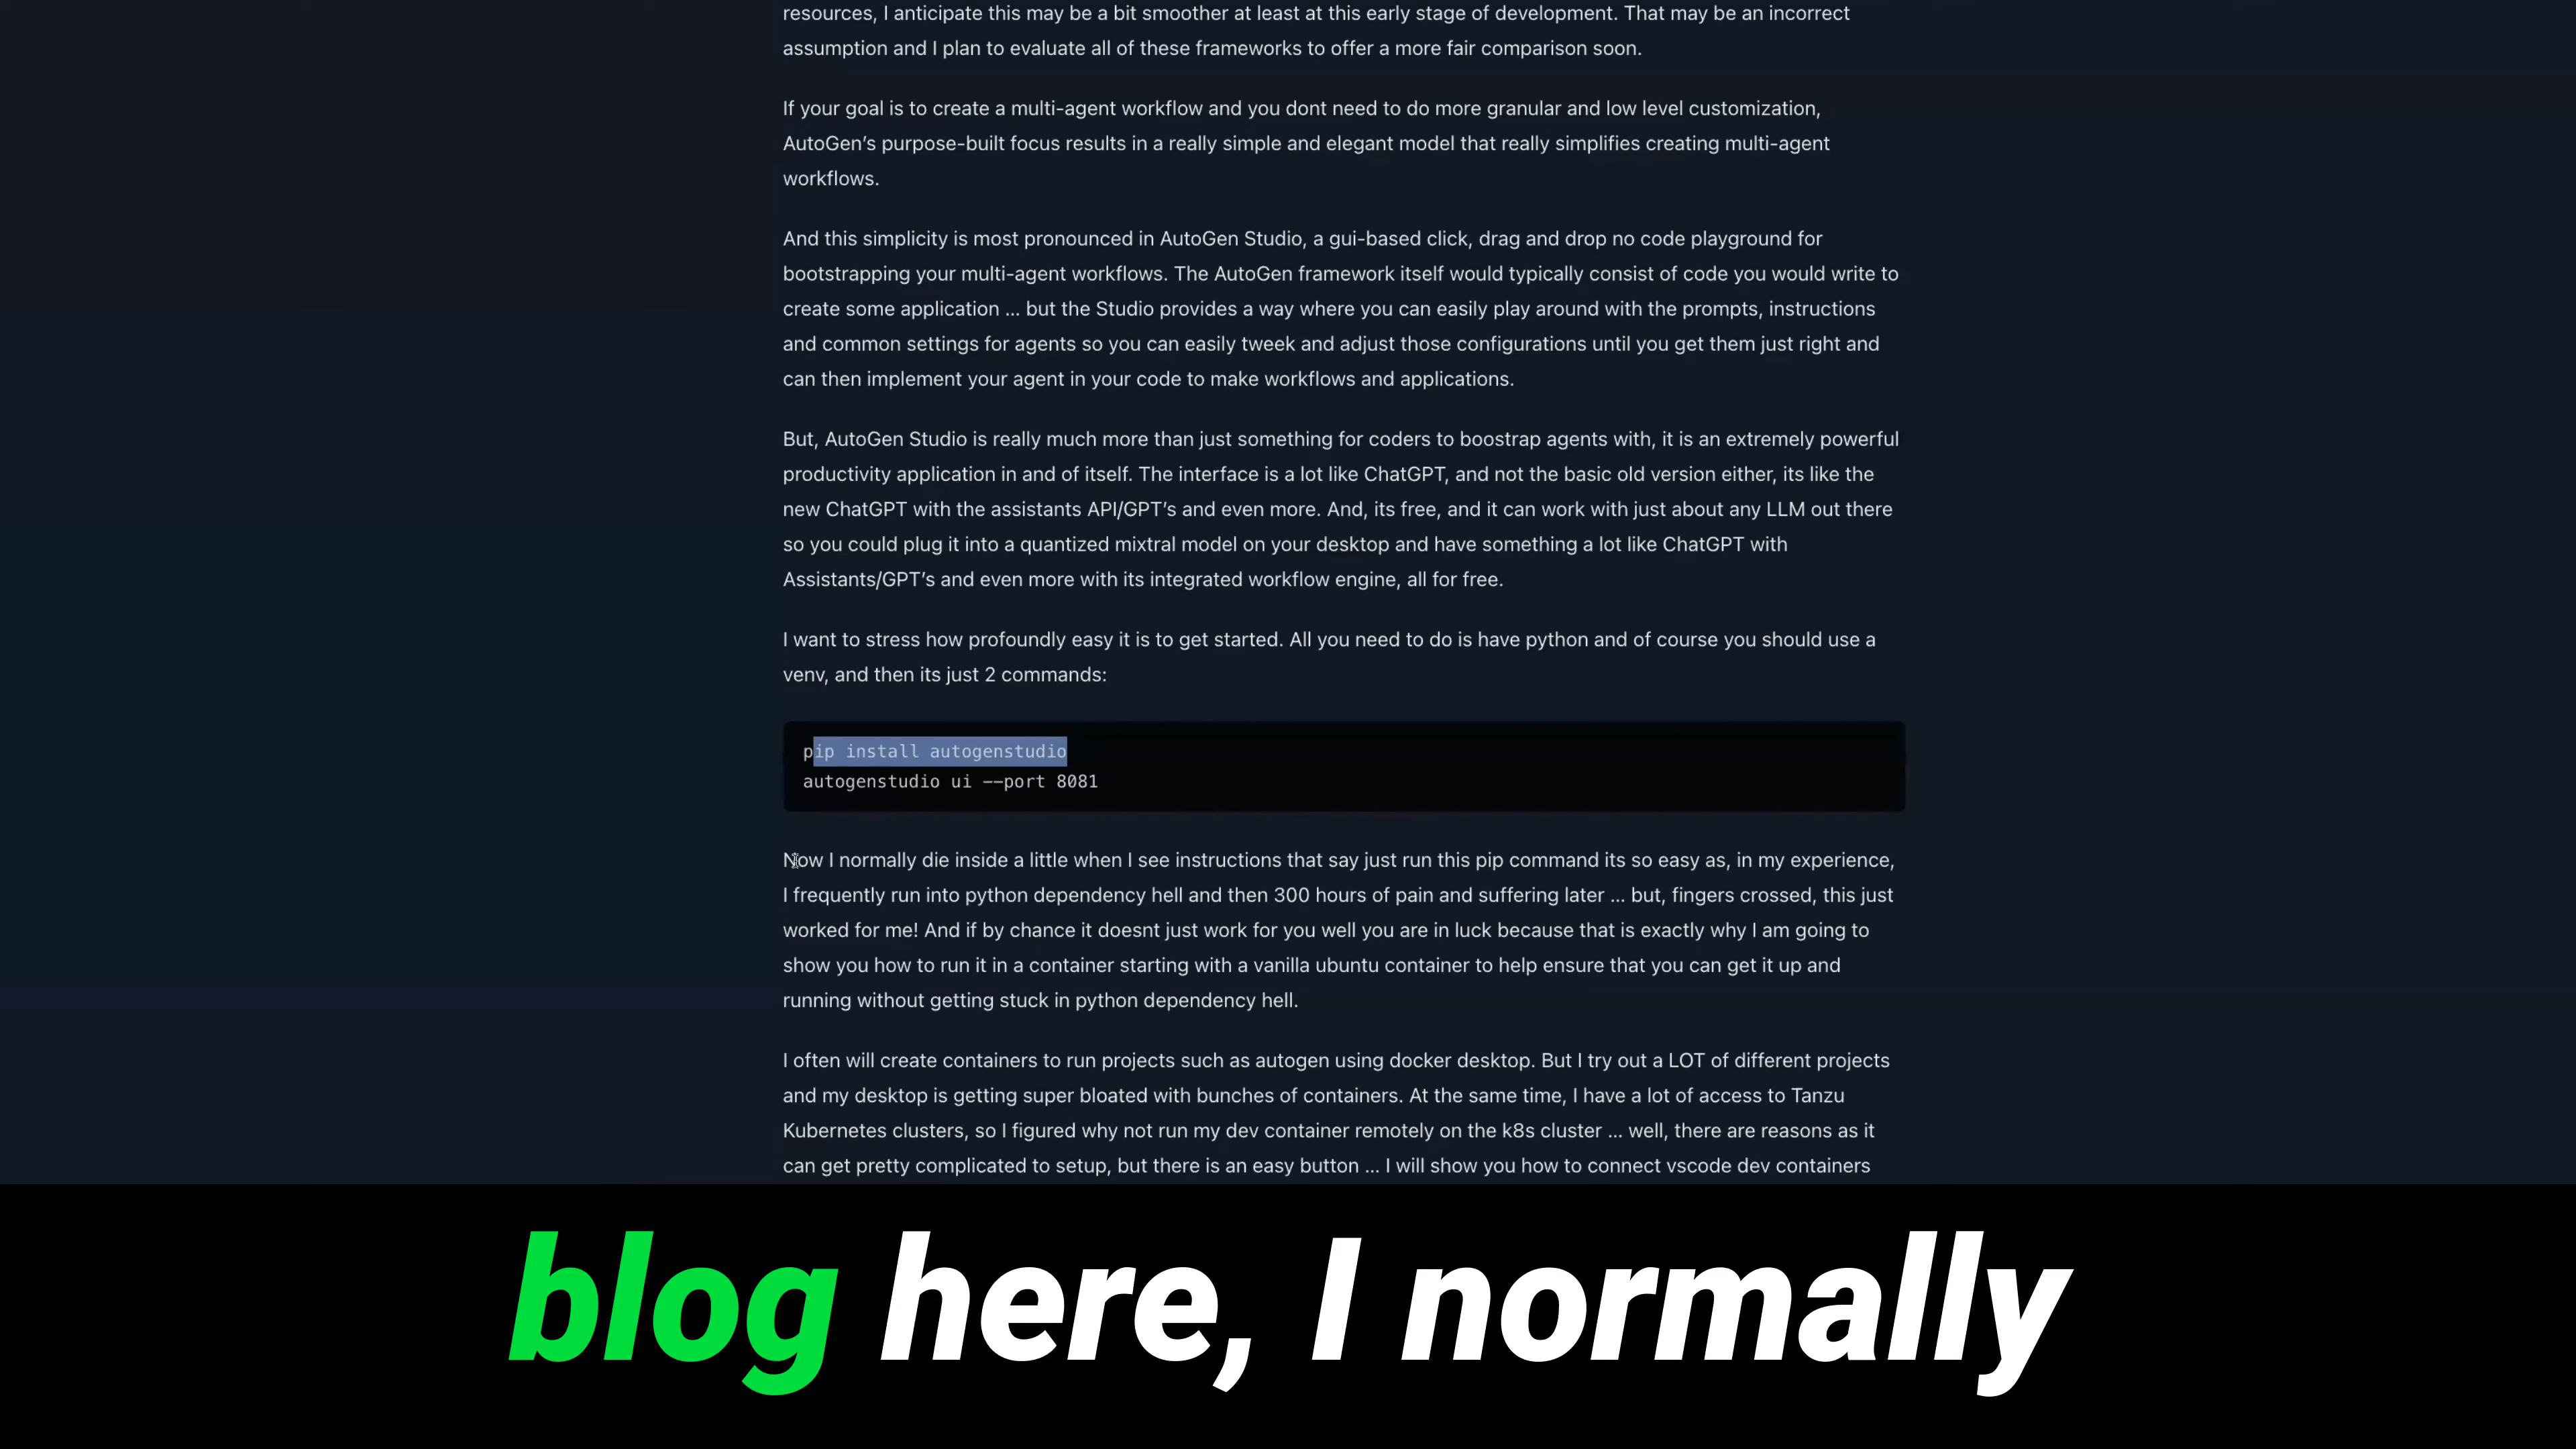 resources, I anticipate this may be a bit smoother at least at this early stage of development. That may be an incorrect
assumption and I plan to evaluate all of these frameworks to offer a more fair comparison soon.
If your goal is to create a multi-agent workflow and you dont need to do more granular and low level customization,
AutoGen's purpose-built focus results in a really simple and elegant model that really simplifies creating multi-agent
workflows.
And this simplicity is most pronounced in AutoGen Studio, a gui-based click, drag and drop no code playground for
bootstrapping your multi-agent workflows. The AutoGen framework itself would typically consist of code you would write to
create some application ... but the Studio provides a way where you can easily play around with the prompts, instructions
and common settings for agents so you can easily tweek and adjust those configurations until you get them just right and
can then implement your agent in your code to make workflows and applications.
But, AutoGen Studio is really much more than just something for coders to boostrap agents with, it is an extremely powerful
productivity application in and of itself. The interface is a lot like ChatGPT, and not the basic old version either, its like the
new ChatGPT with the assistants API/GPT's and even more. And, its free, and it can work with just about any LLM out there
so you could plug it into a quantized mixtral model on your desktop and have something a lot like ChatGPT with
Assistants/GPT's and even more with its integrated workflow engine, all for free.
I want to stress how profoundly easy it is to get started. All you need to do is have python and of course you should use a
venv, and then its just 2 commands:
pip install autogenstudio
autogenstudio ui --port 8081
Now I normally die inside a little when I see instructions that say just run this pip command its so easy as, in my experience,
I frequently run into python dependency hell and then 300 hours of pain and suffering later ... but, fingers crossed, this just
worked for me! And if by chance it doesnt just work for you well you are in luck because that is exactly why I am going to
show you how to run it in a container starting with a vanilla ubuntu container to help ensure that you can get it up and
running without getting stuck in python dependency hell.
I often will create containers to run projects such as autogen using docker desktop. But I try out a LOT of different projects
and my desktop is getting super bloated with bunches of containers. At the same time, I have a lot of access to Tanzu
Kubernetes clusters, so I figured why not run my dev container remotely on the k8s cluster ... well, there are reasons as it
can get pretty complicated to setup, but there is an easy button ... I will show you how to connect vscode dev containers
blog here, I normally